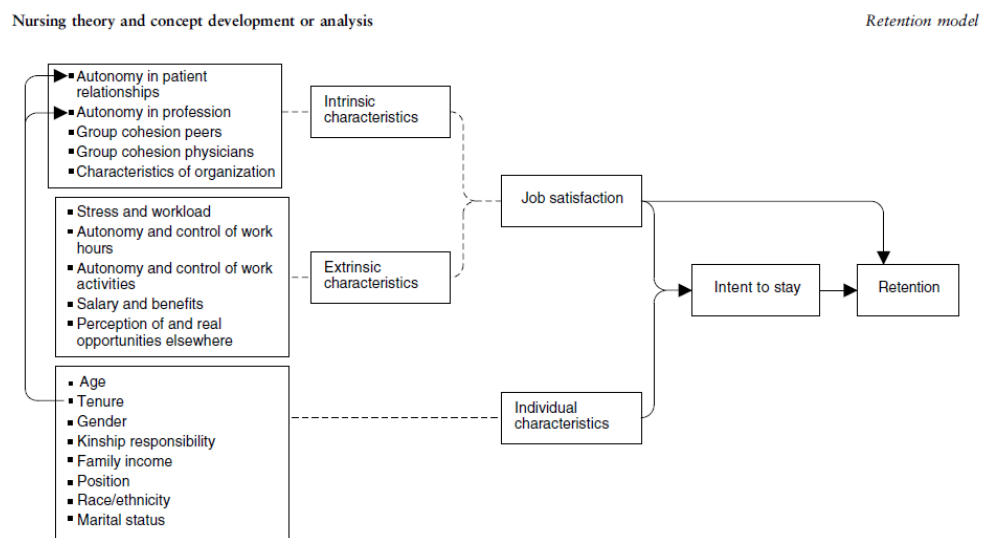 Nursing theory and concept development or analysis
Retention model
▪ Autonomy in patient
relationships
▪ Autonomy in profession
▪ Group cohesion peers
▪ Group cohesion physicians
▪ Characteristics of organization
Intrinsic
characteristics
▪ Stress and workload
▪ Autonomy and control of work
hours
▪ Autonomy and control of work
activities
▪ Salary and benefits
▪ Perception of and real
opportunities elsewhere
Extrinsic
characteristics
Job satisfaction
Intent to stay
Retention
▪ Age
▪ Tenure
▪ Gender
▪ Kinship responsibility
▪ Family income
▪ Position
▪ Race/ethnicity
▪ Marital status
Individual
characteristics